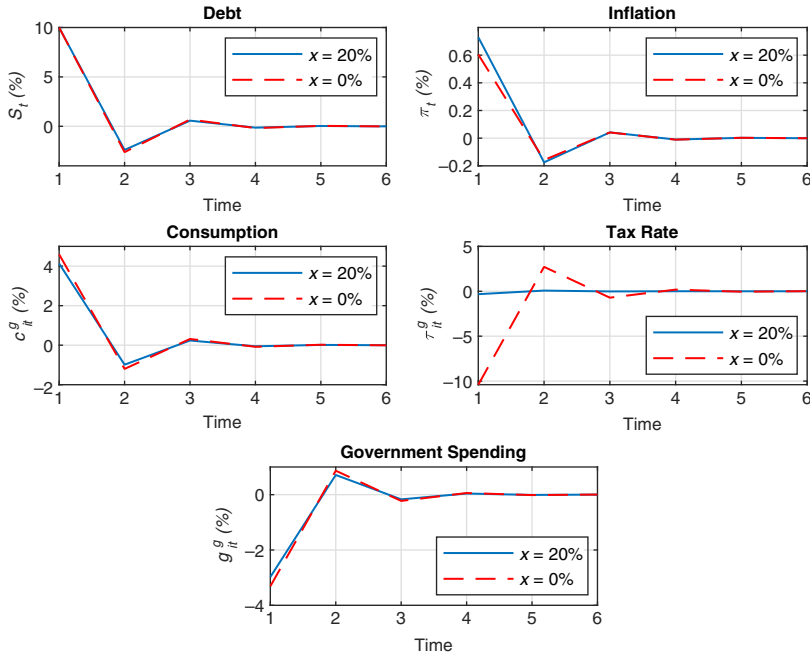 Debt
10
5
0
S_t (%)
1 2 3 4 5 6
Time
x = 20%
x = 0%
Inflation
0.6
0.4
0.2
0
−0.2
π_t (%)
1 2 3 4 5 6
Time
x = 20%
x = 0%
Consumption
4
2
0
−2
c_it^g (%)
1 2 3 4 5 6
Time
x = 20%
x = 0%
Tax Rate
5
0
−5
−10
τ_it^g (%)
1 2 3 4 5 6
Time
x = 20%
x = 0%
Government Spending
0
−2
−4
g_it^g (%)
1 2 3 4 5 6
Time
x = 20%
x = 0%